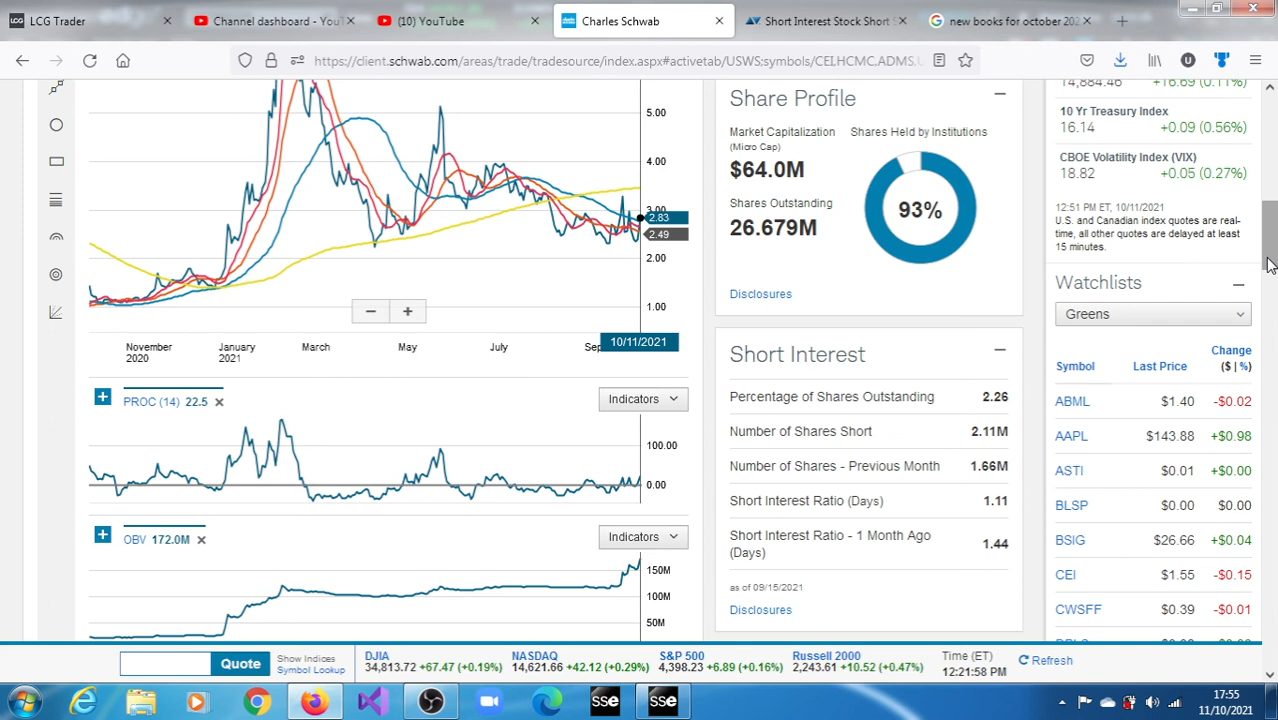 LCG Trader
Channel dashboard - YouT
(10) YouTube
Charles Schwab
Short Interest Stock Short S
new books for october 202
https://client.schwab.com/areas/trade/tradesource/index.aspx#activetab/USWS:symbols/CEI,HCMC,ADMS,U
5.00
4.00
3.00
2.83
2.49
2.00
1.00
November
2020
January
2021
March
May
July
Sep
10/11/2021
PROC (14) 22.5
Indicators
100.00
0.00
OBV 172.0M
Indicators
150M
100M
50M
Share Profile
Market Capitalization
(Micro Cap)
$64.0M
Shares Outstanding
26.679M
Shares Held by Institutions
93%
Disclosures
Short Interest
Percentage of Shares Outstanding 2.26
Number of Shares Short 2.11M
Number of Shares - Previous Month 1.66M
Short Interest Ratio (Days) 1.11
Short Interest Ratio - 1 Month Ago
(Days) 1.44
as of 09/15/2021
Disclosures
14,884.46 +16.69 (0.11%)
10 Yr Treasury Index
16.14 +0.09 (0.56%)
CBOE Volatility Index (VIX)
18.82 +0.05 (0.27%)
12:51 PM ET, 10/11/2021
U.S. and Canadian index quotes are real-
time, all other quotes are delayed at least
15 minutes.
Watchlists
Greens
Symbol Last Price Change
($ | %)
ABML $1.40 -$0.02
AAPL $143.88 +$0.98
ASTI $0.01 +$0.00
BLSP $0.00 $0.00
BSIG $26.66 +$0.04
CEI $1.55 -$0.15
CWSFF $0.39 -$0.01
Quote
Show Indices
Symbol Lookup
DJIA
34,813.72 +67.47 (+0.19%)
NASDAQ
14,621.66 +42.12 (+0.29%)
S&P 500
4,398.23 +6.89 (+0.16%)
Russell 2000
2,243.61 +10.52 (+0.47%)
Time (ET)
12:21:58 PM
Refresh
sse
sse
17:55
11/10/2021